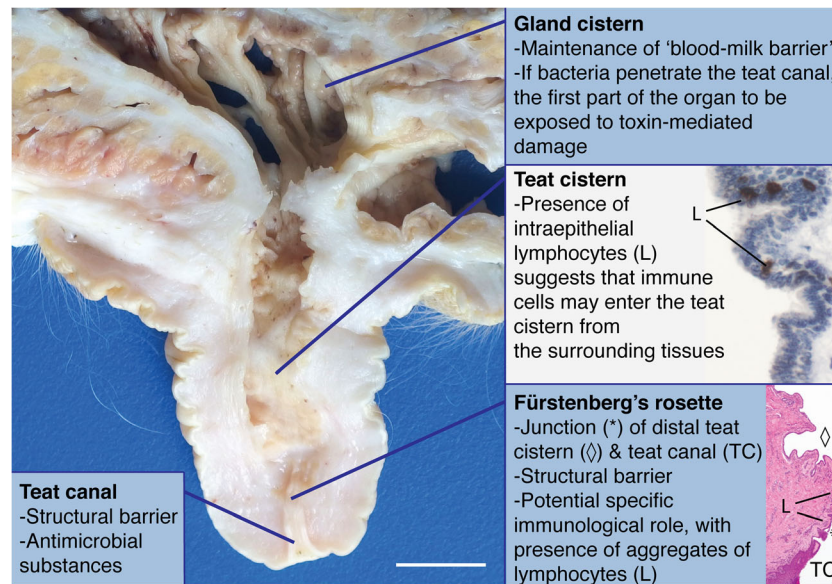 Gland cistern
-Maintenance of ‘blood-milk barrier’
-If bacteria penetrate the teat canal,
the first part of the organ to be
exposed to toxin-mediated
damage
Teat cistern
-Presence of
intraepithelial
lymphocytes (L)
suggests that immune
cells may enter the teat
cistern from
the surrounding tissues
L
Fürstenberg’s rosette
-Junction (*) of distal teat
cistern (◊) & teat canal (TC)
-Structural barrier
-Potential specific
immunological role, with
presence of aggregates of
lymphocytes (L)
◊
L
*
TC
Teat canal
-Structural barrier
-Antimicrobial
substances